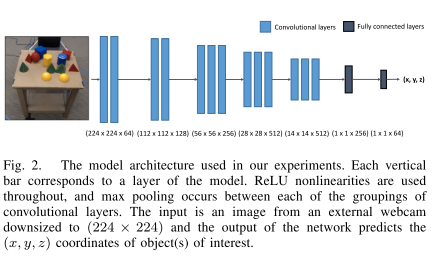 Convolutional layers Fully connected layers
(x, y, z)
(224 x 224 x 64) (112 x 112 x 128) (56 x 56 x 256) (28 x 28 x 512) (14 x 14 x 512) (1 x 1 x 256) (1 x 1 x 64)
Fig. 2. The model architecture used in our experiments. Each vertical
bar corresponds to a layer of the model. ReLU nonlinearities are used
throughout, and max pooling occurs between each of the groupings of
convolutional layers. The input is an image from an external webcam
downsized to (224 × 224) and the output of the network predicts the
(x, y, z) coordinates of object(s) of interest.